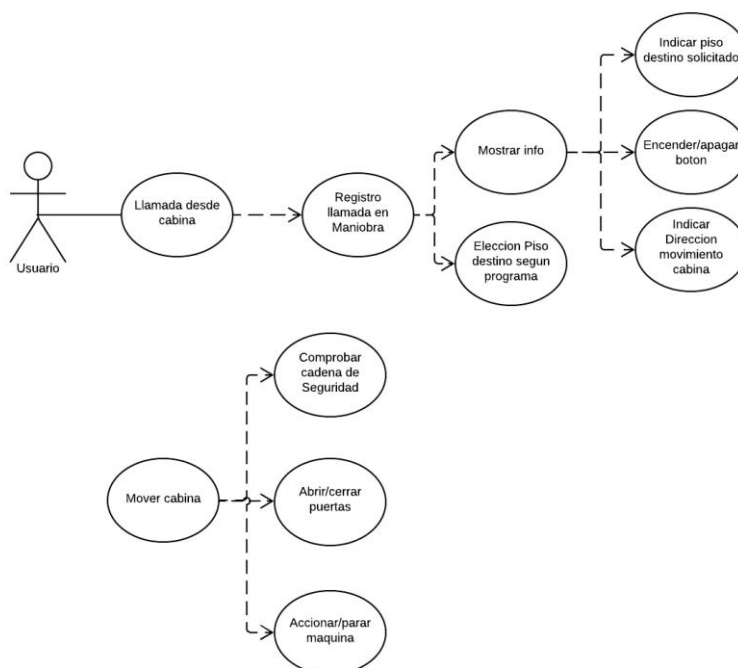 Indicar piso
destino solicitado
Mostrar info
Encender/apagar
boton
Llamada desde
cabina
Registro
llamada en
Maniobra
Eleccion Piso
destino segun
programa
Indicar
Direccion
movimiento
cabina
Usuario
Comprobar
cadena de
Seguridad
Mover cabina
Abrir/cerrar
puertas
Accionar/parar
maquina